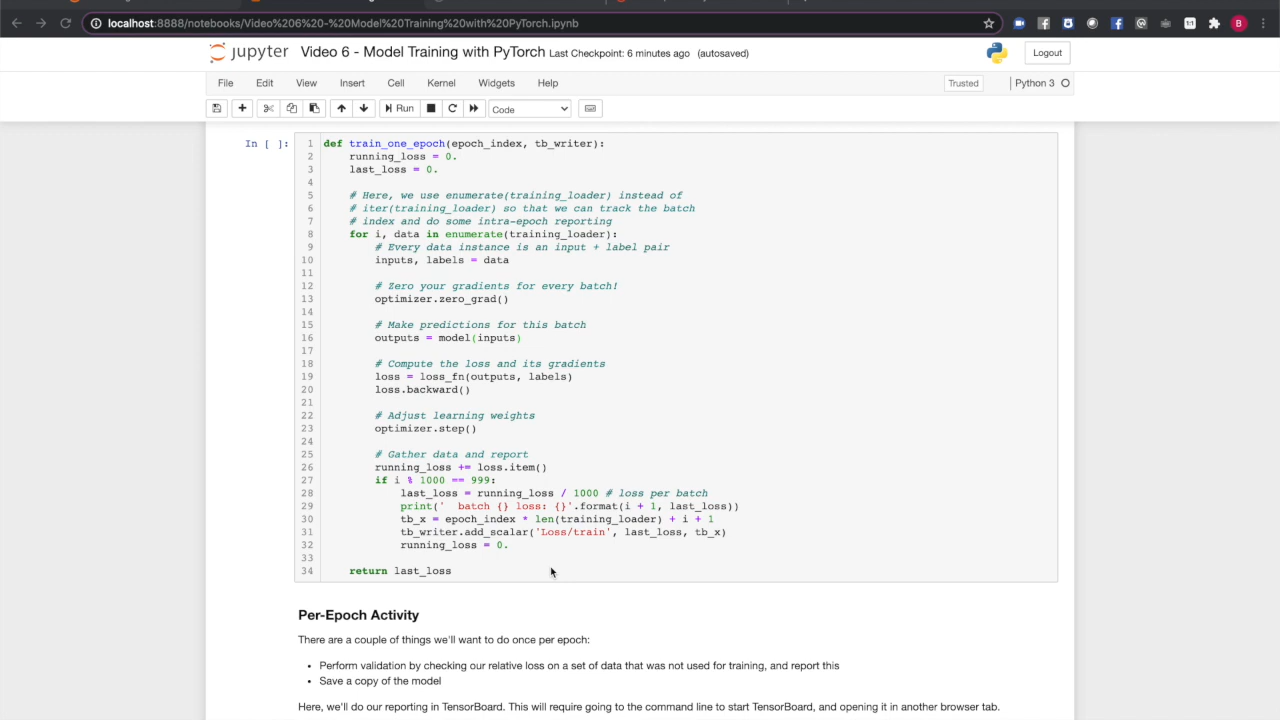 localhost:8888/notebooks/Video%206%20-%20Model%20Training%20with%20PyTorch.ipynb
jupyter Video 6 - Model Training with PyTorch Last Checkpoint: 6 minutes ago (autosaved)
Logout
File Edit View Insert Cell Kernel Widgets Help
Trusted Python 3
Run Code
In [ ]:
1 def train_one_epoch(epoch_index, tb_writer):
2     running_loss = 0.
3     last_loss = 0.
4
5     # Here, we use enumerate(training_loader) instead of
6     # iter(training_loader) so that we can track the batch
7     # index and do some intra-epoch reporting
8     for i, data in enumerate(training_loader):
9         # Every data instance is an input + label pair
10         inputs, labels = data
11
12         # Zero your gradients for every batch!
13         optimizer.zero_grad()
14
15         # Make predictions for this batch
16         outputs = model(inputs)
17
18         # Compute the loss and its gradients
19         loss = loss_fn(outputs, labels)
20         loss.backward()
21
22         # Adjust learning weights
23         optimizer.step()
24
25         # Gather data and report
26         running_loss += loss.item()
27         if i % 1000 == 999:
28             last_loss = running_loss / 1000 # loss per batch
29             print('  batch {} loss: {}'.format(i + 1, last_loss))
30             tb_x = epoch_index * len(training_loader) + i + 1
31             tb_writer.add_scalar('Loss/train', last_loss, tb_x)
32             running_loss = 0.
33
34     return last_loss
Per-Epoch Activity
There are a couple of things we'll want to do once per epoch:
• Perform validation by checking our relative loss on a set of data that was not used for training, and report this
• Save a copy of the model
Here, we'll do our reporting in TensorBoard. This will require going to the command line to start TensorBoard, and opening it in another browser tab.